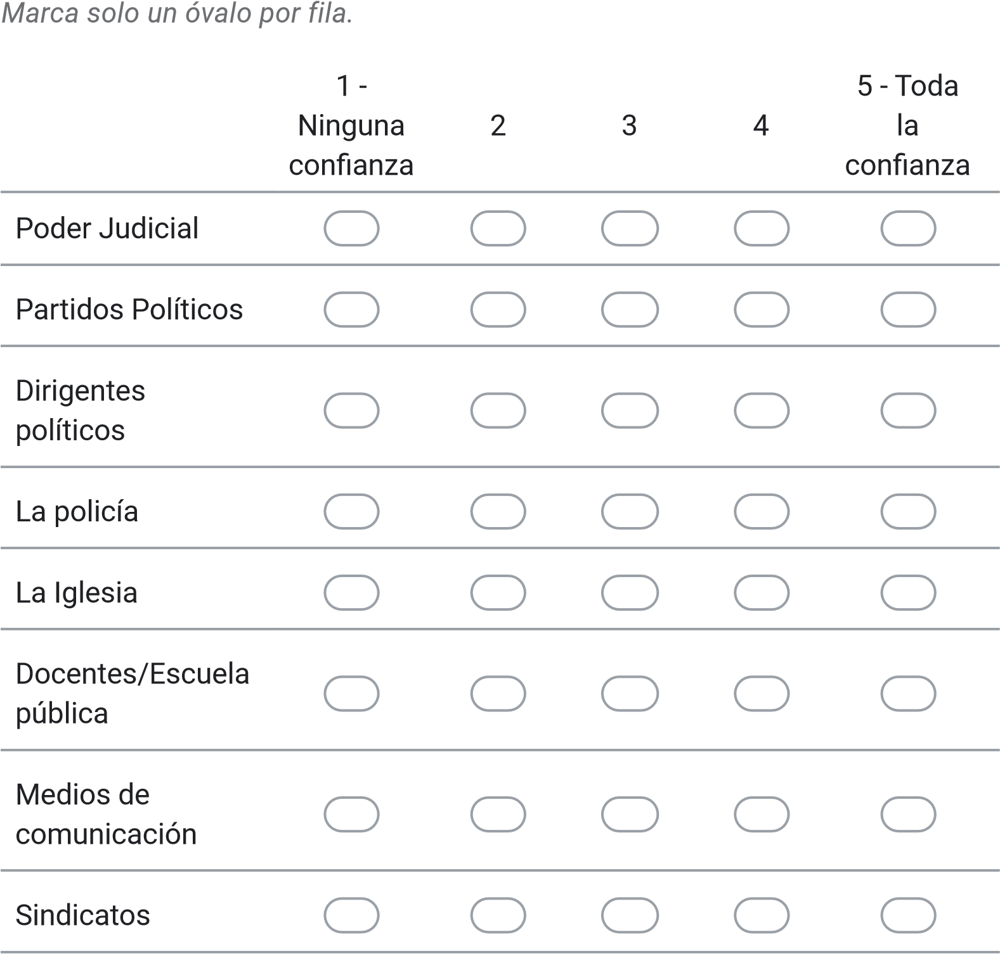 Marca solo un óvalo por fila.
1 -
Ninguna
confianza
2
3
4
5 - Toda
la
confianza
Poder Judicial
Partidos Políticos
Dirigentes
políticos
La policía
La Iglesia
Docentes/Escuela
pública
Medios de
comunicación
Sindicatos